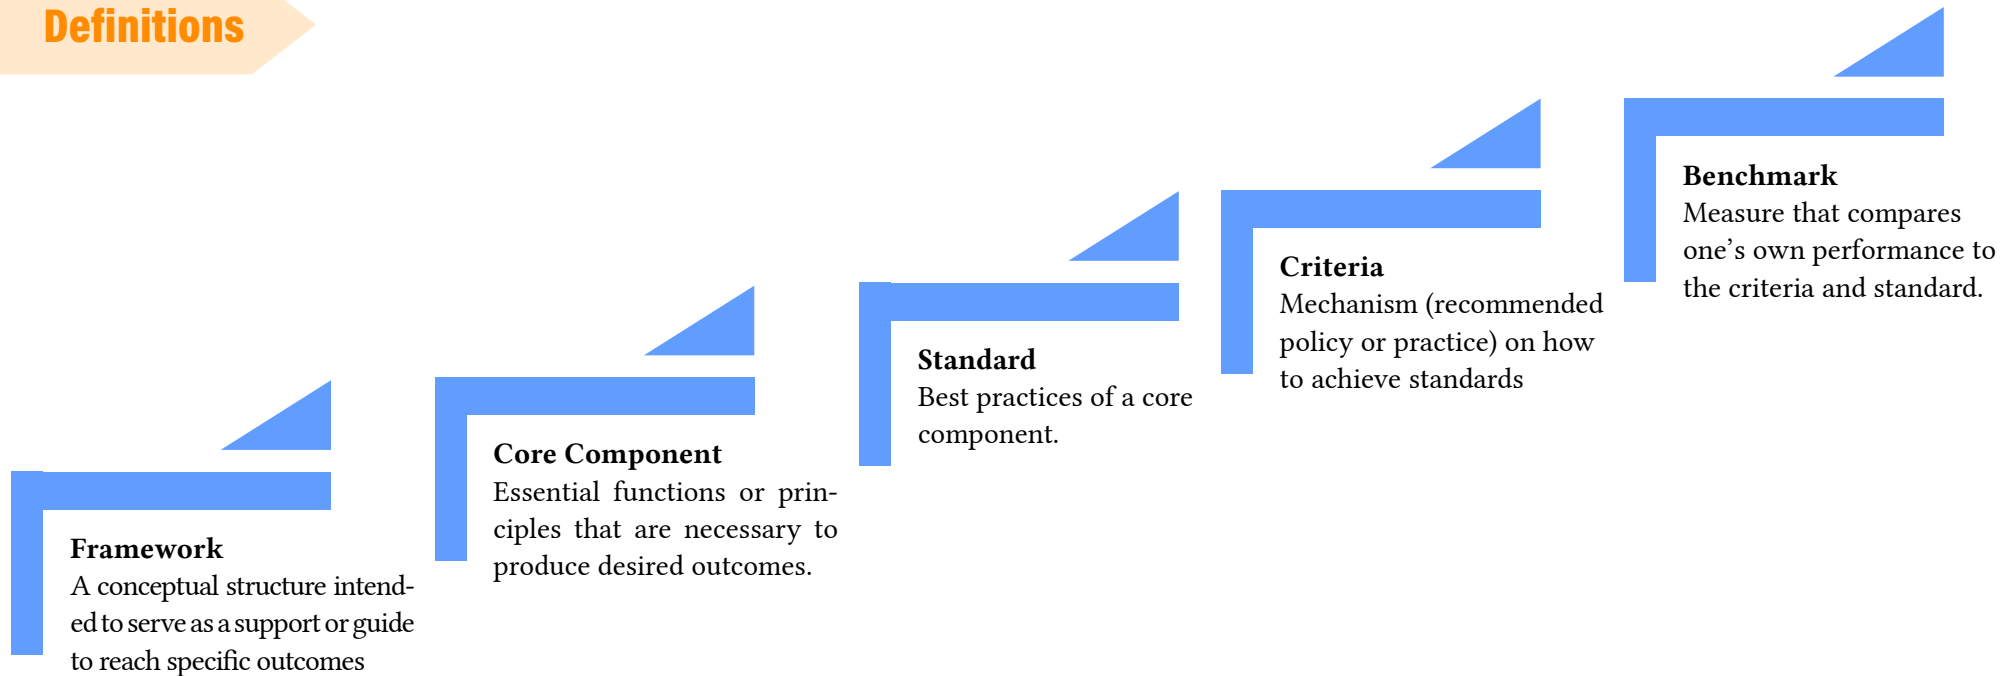 Definitions
Framework
A conceptual structure intend-
ed to serve as a support or guide
to reach specific outcomes
Core Component
Essential functions or prin-
ciples that are necessary to
produce desired outcomes.
Standard
Best practices of a core
component.
Criteria
Mechanism (recommended
policy or practice) on how
to achieve standards
Benchmark
Measure that compares
one’s own performance to
the criteria and standard.